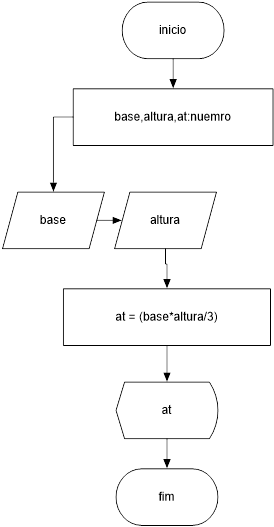 inicio
base,altura,at:nuemro
base
altura
at = (base*altura/3)
at
fim